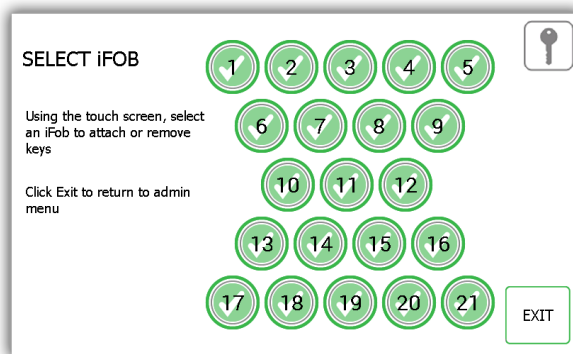 SELECT iFOB
1 2 3 4 5
Using the touch screen, select
an iFob to attach or remove
keys
6 7 8 9
Click Exit to return to admin
menu
10 11 12
13 14 15 16
17 18 19 20 21
EXIT